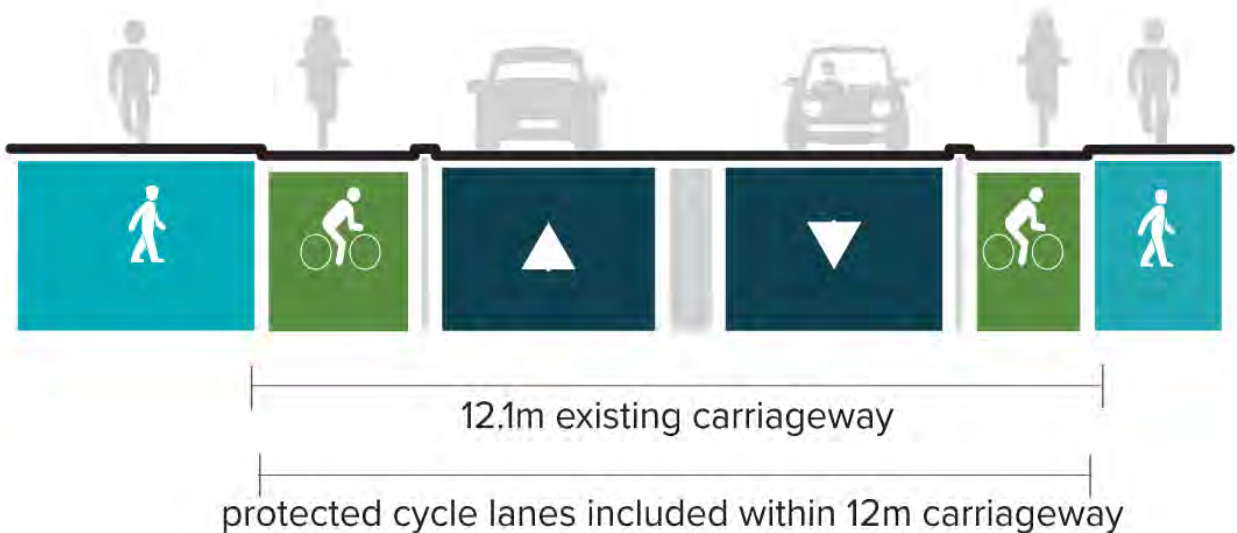 12.1m existing carriageway
protected cycle lanes included within 12m carriageway